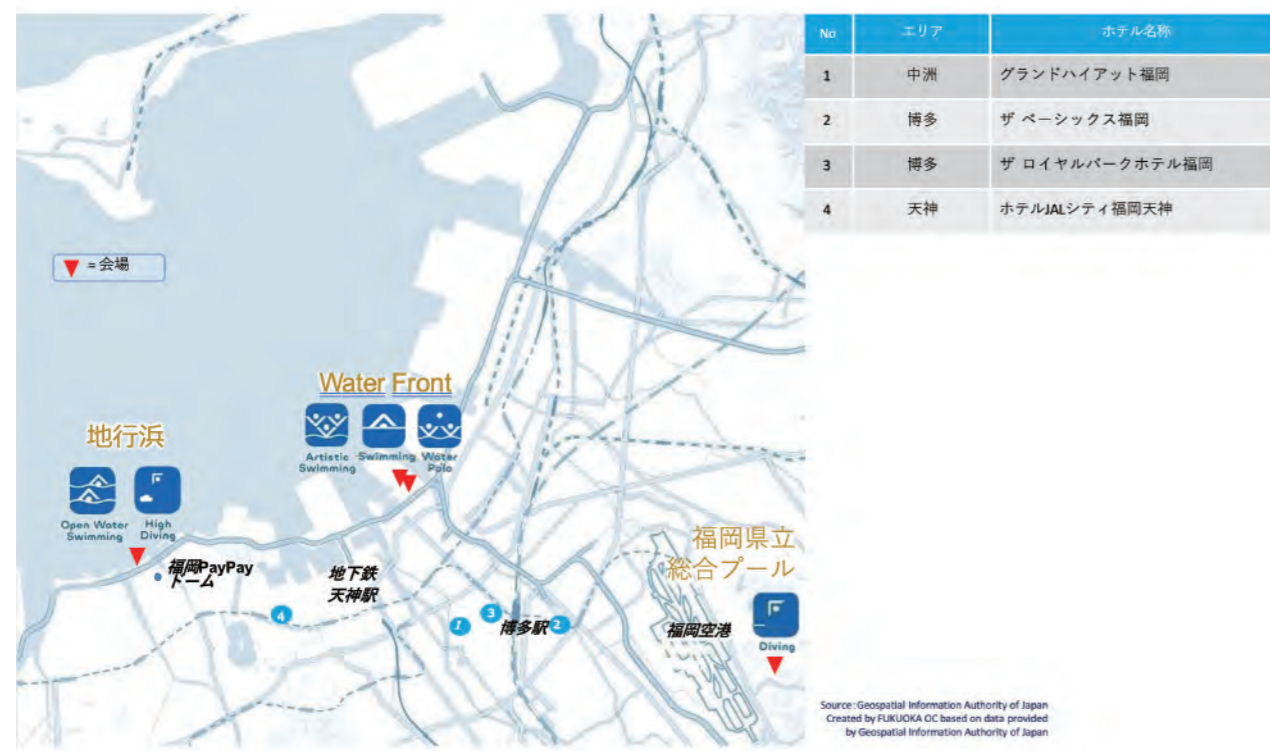 No エリア ホテル名称
1 中洲 グランドハイアット福岡
2 博多 ザ ベーシックス福岡
3 博多 ザ ロイヤルパークホテル福岡
4 天神 ホテルJALシティ福岡天神
▼ =会場
Water Front
Artistic
Swimming
Swimming
Water
Polo
地行浜
Open Water
Swimming
High
Diving
福岡PayPay
ドーム
地下鉄
天神駅
4
1
3
博多駅
2
福岡県立
総合プール
福岡空港
Diving
Source:Geospatial Information Authority of Japan
Created by FUKUOKA OC based on data provided
by Geospatial Information Authority of Japan